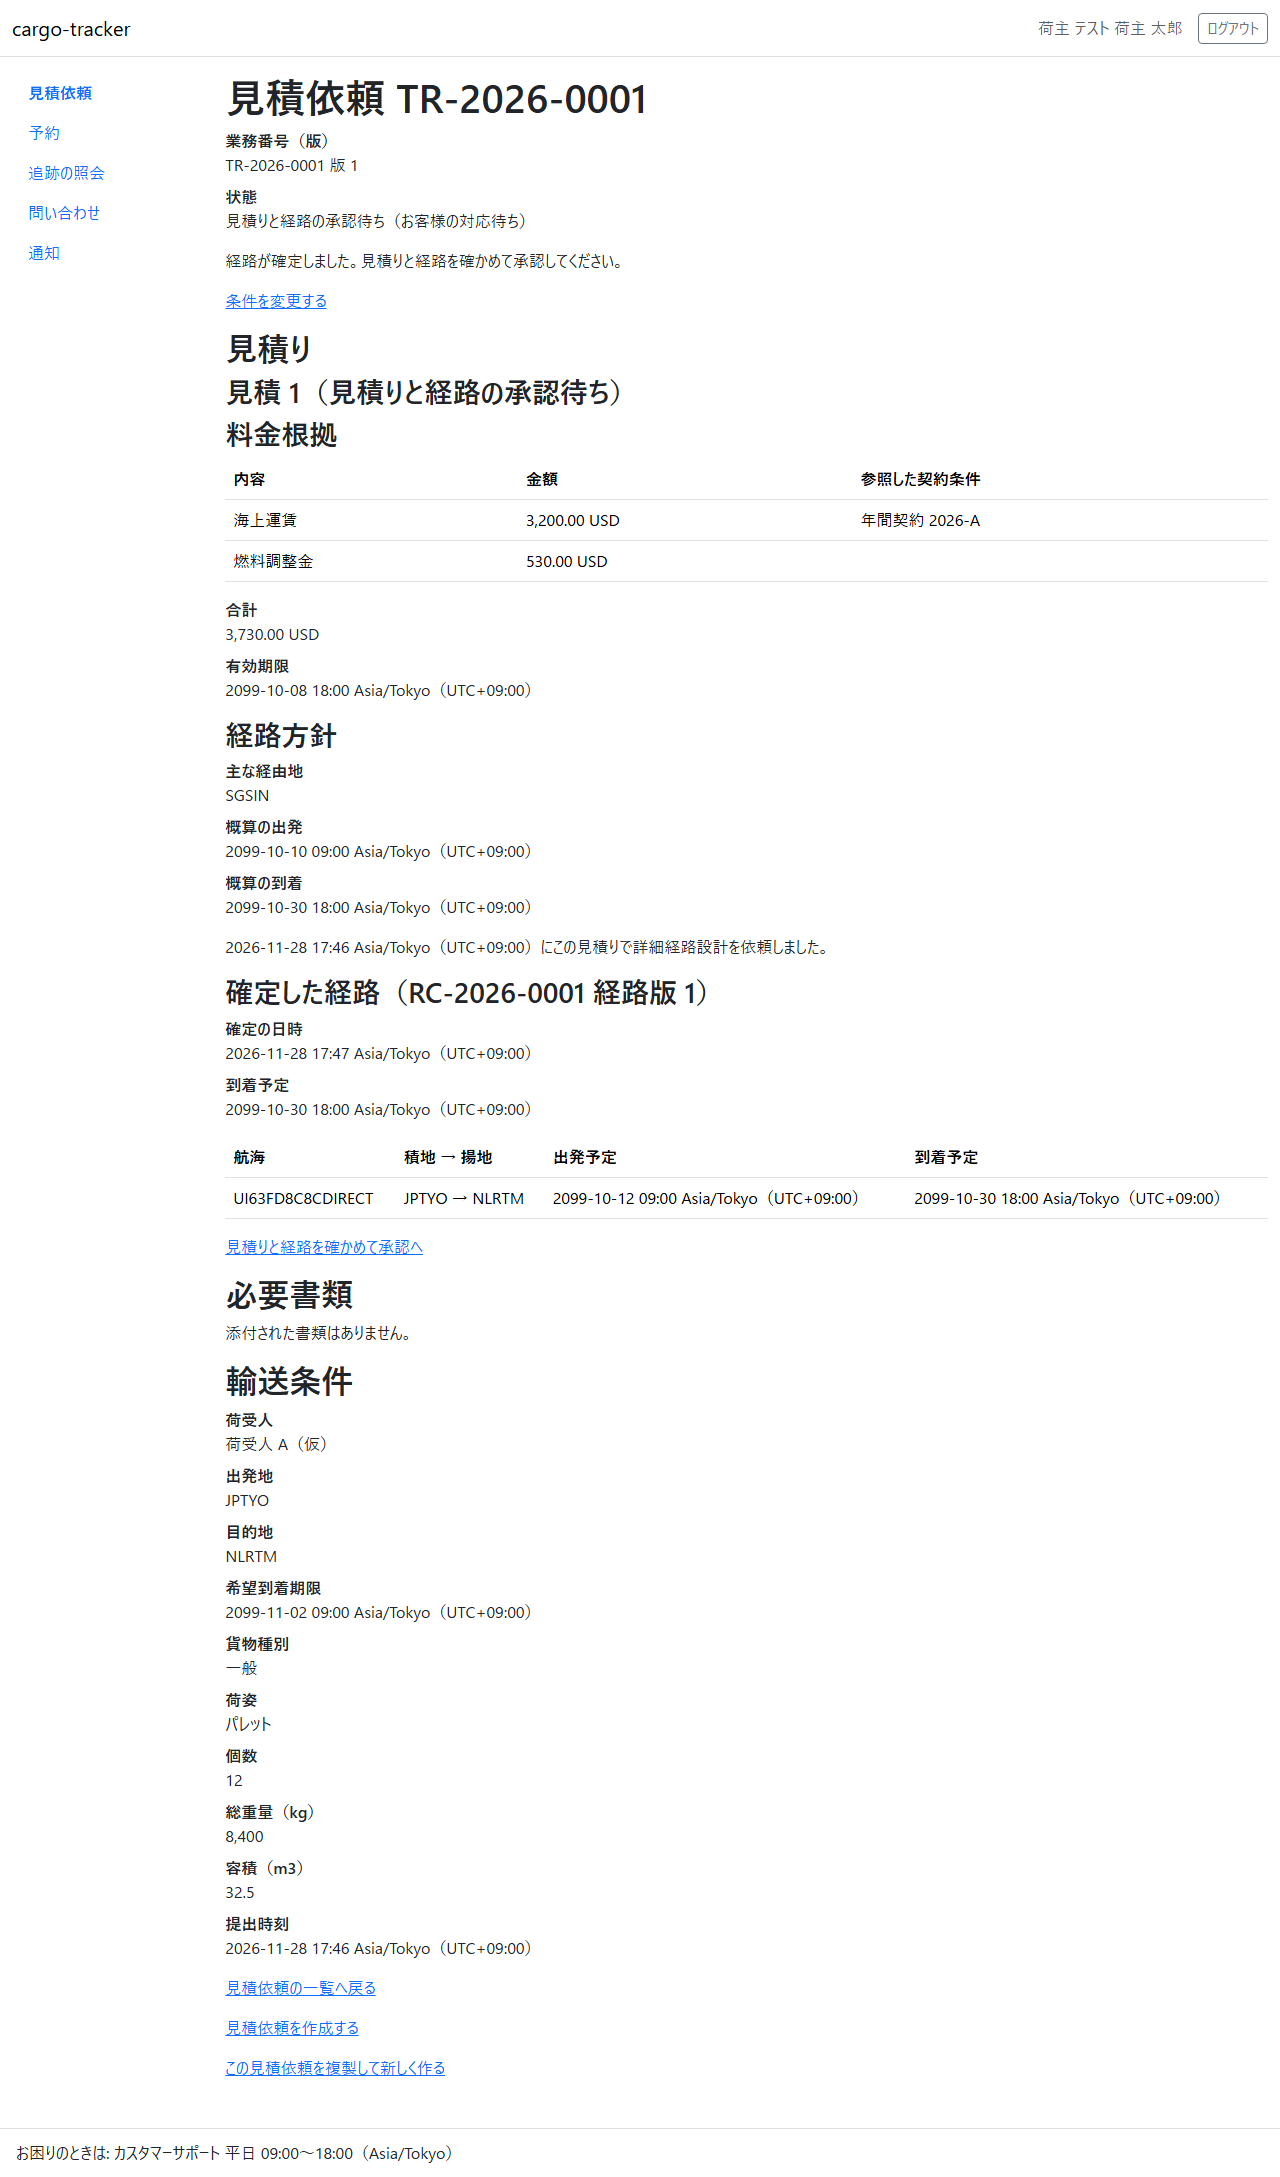 cargo-tracker
荷主 テスト 荷主 太郎
ログアウト
見積依頼
予約
追跡の照会
問い合わせ
通知
見積依頼 TR-2026-0001
業務番号（版）
TR-2026-0001 版 1
状態
見積りと経路の承認待ち（お客様の対応待ち）
経路が確定しました。見積りと経路を確かめて承認してください。
条件を変更する
見積り
見積 1（見積りと経路の承認待ち）
料金根拠
内容 金額 参照した契約条件
海上運賃 3,200.00 USD 年間契約 2026-A
燃料調整金 530.00 USD
合計
3,730.00 USD
有効期限
2099-10-08 18:00 Asia/Tokyo（UTC+09:00）
経路方針
主な経由地
SGSIN
概算の出発
2099-10-10 09:00 Asia/Tokyo（UTC+09:00）
概算の到着
2099-10-30 18:00 Asia/Tokyo（UTC+09:00）
2026-11-28 17:46 Asia/Tokyo（UTC+09:00）にこの見積りで詳細経路設計を依頼しました。
確定した経路（RC-2026-0001 経路版 1）
確定の日時
2026-11-28 17:47 Asia/Tokyo（UTC+09:00）
到着予定
2099-10-30 18:00 Asia/Tokyo（UTC+09:00）
航海 積地 → 揚地 出発予定 到着予定
UI63FD8C8CDIRECT JPTYO → NLRTM 2099-10-12 09:00 Asia/Tokyo（UTC+09:00） 2099-10-30 18:00 Asia/Tokyo（UTC+09:00）
見積りと経路を確かめて承認へ
必要書類
添付された書類はありません。
輸送条件
荷受人
荷受人 A（仮）
出発地
JPTYO
目的地
NLRTM
希望到着期限
2099-11-02 09:00 Asia/Tokyo（UTC+09:00）
貨物種別
一般
荷姿
パレット
個数
12
総重量（kg）
8,400
容積（m3）
32.5
提出時刻
2026-11-28 17:46 Asia/Tokyo（UTC+09:00）
見積依頼の一覧へ戻る
見積依頼を作成する
この見積依頼を複製して新しく作る
お困りのときは: カスタマーサポート 平日 09:00～18:00（Asia/Tokyo）